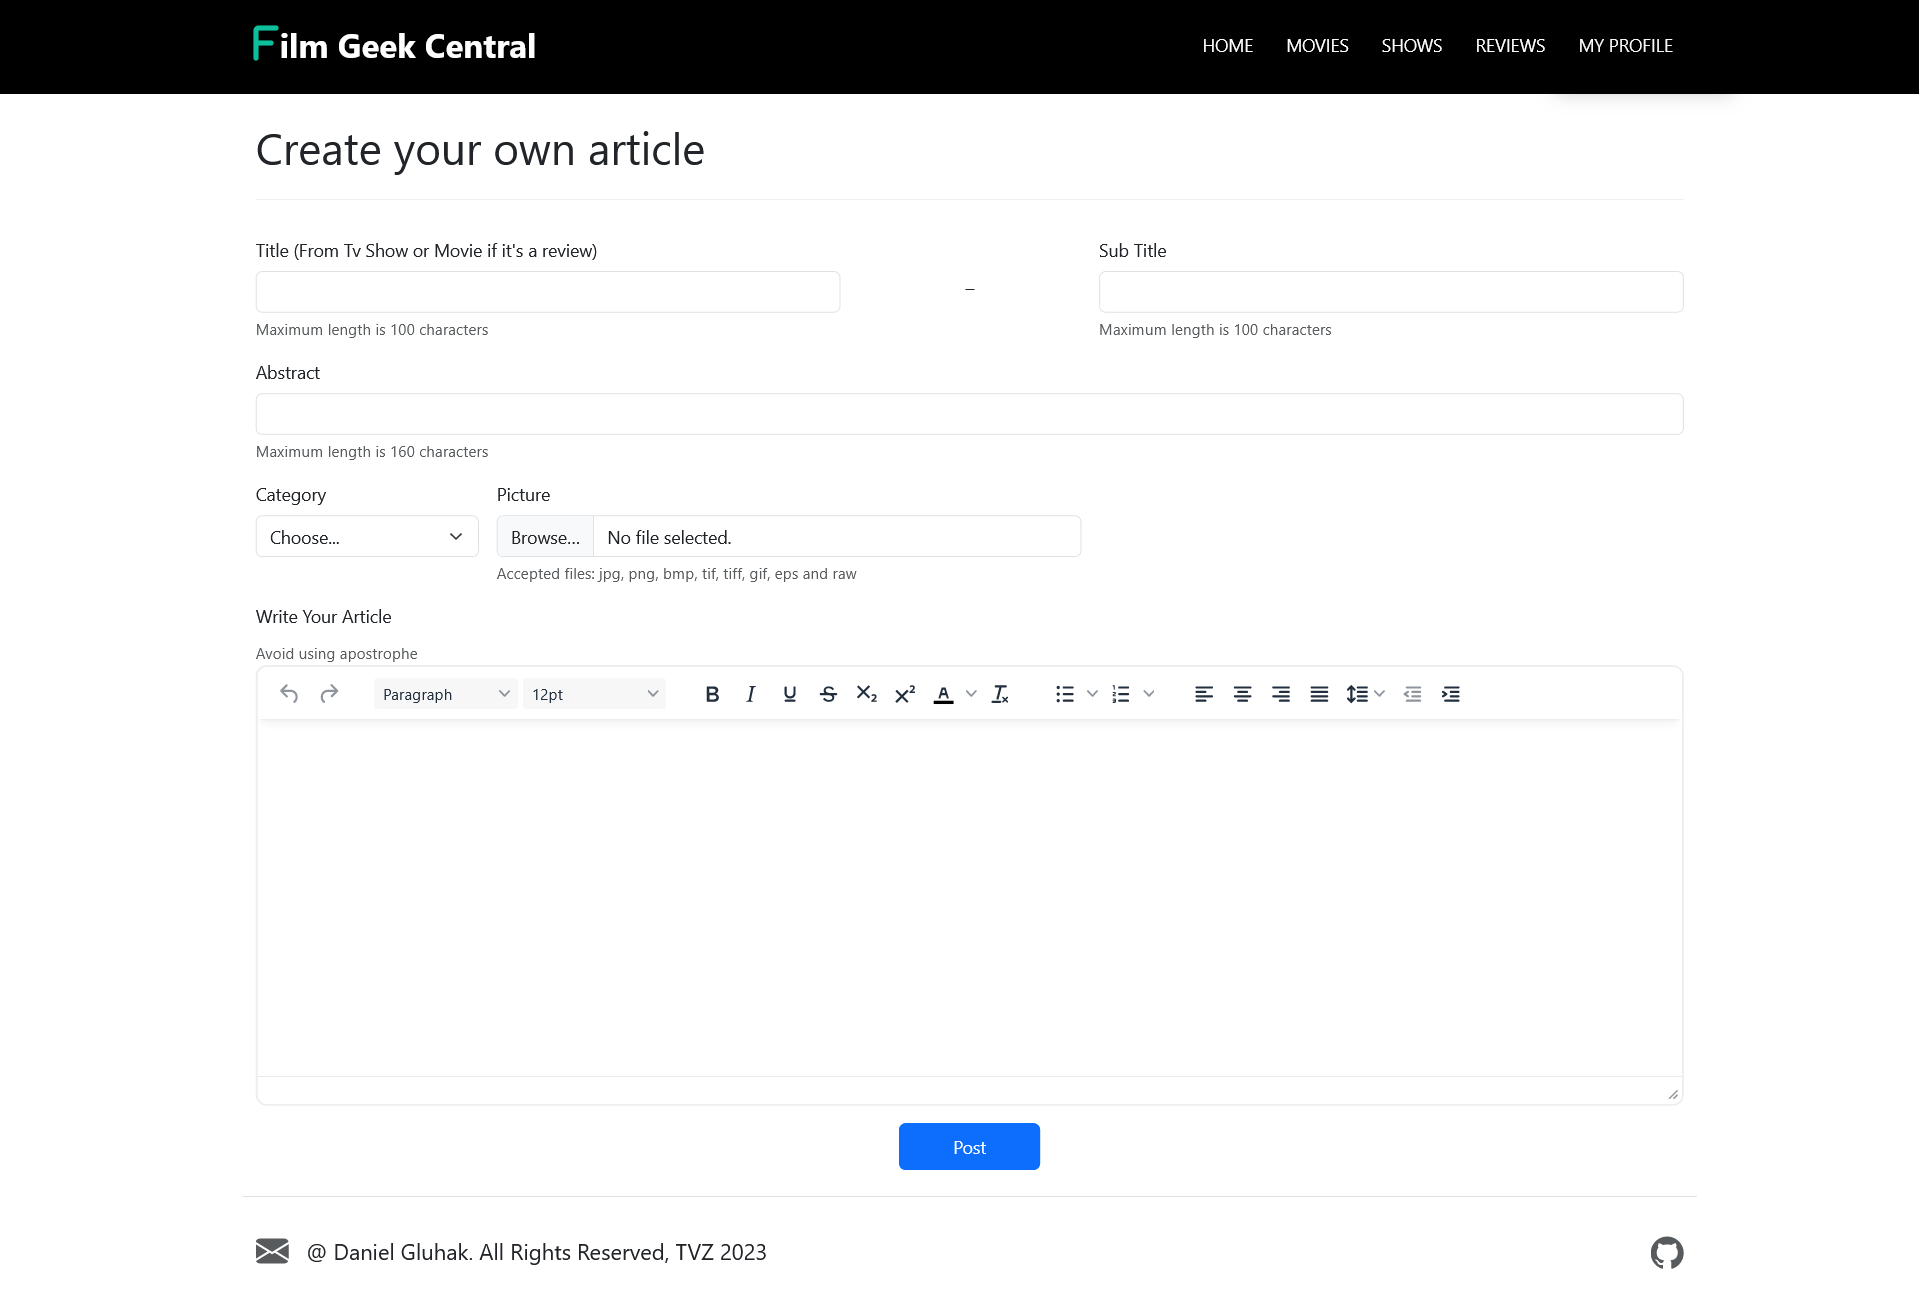 Film Geek Central
HOME MOVIES SHOWS REVIEWS MY PROFILE
Create your own article
Title (From Tv Show or Movie if it's a review)
–
Sub Title
Maximum length is 100 characters
Maximum length is 100 characters
Abstract
Maximum length is 160 characters
Category
Picture
Choose...
Browse... No file selected.
Accepted files: jpg, png, bmp, tif, tiff, gif, eps and raw
Write Your Article
Avoid using apostrophe
Paragraph 12pt
Post
@ Daniel Gluhak. All Rights Reserved, TVZ 2023